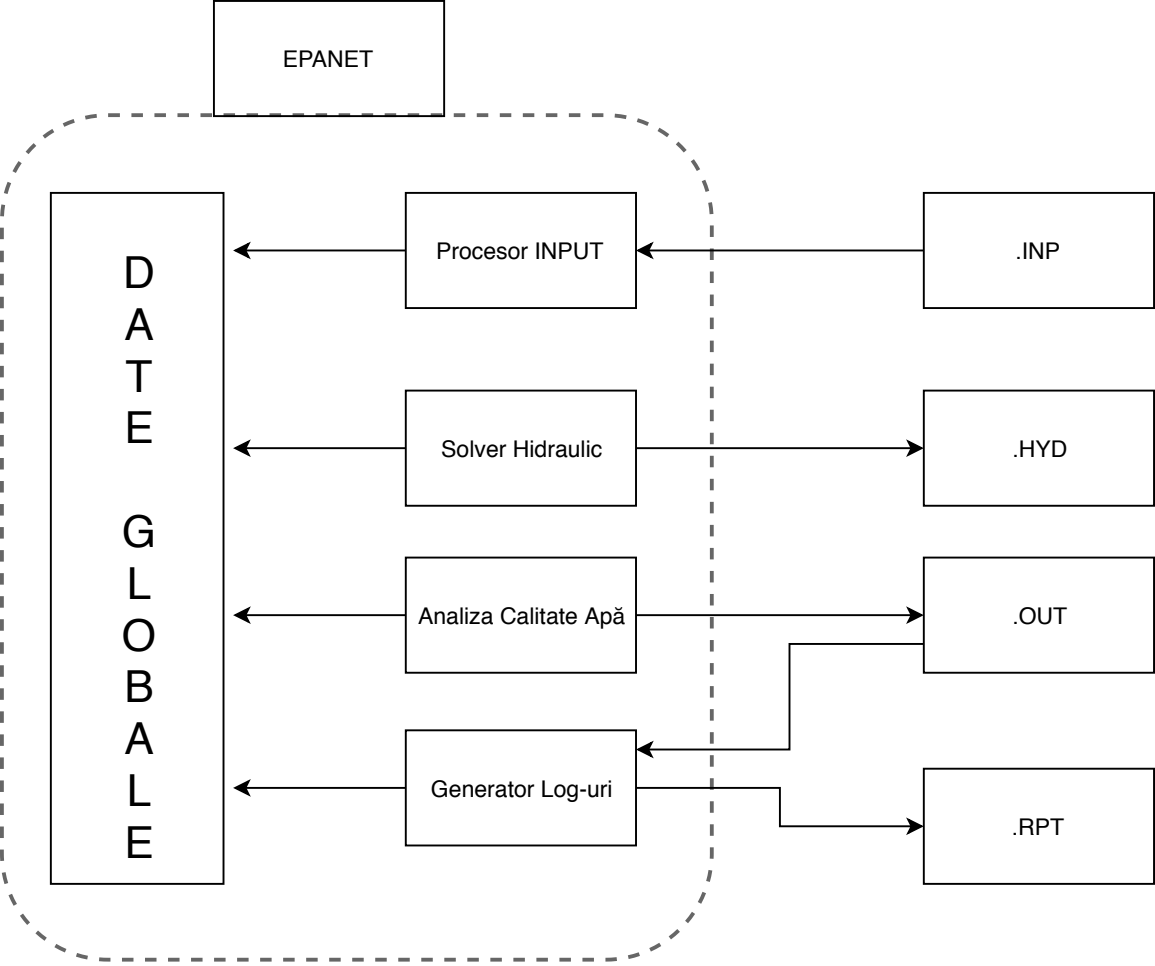 EPANET
D
A
T
E
G
L
O
B
A
L
E
Procesor INPUT
.INP
Solver Hidraulic
.HYD
Analiza Calitate Apă
.OUT
Generator Log-uri
.RPT